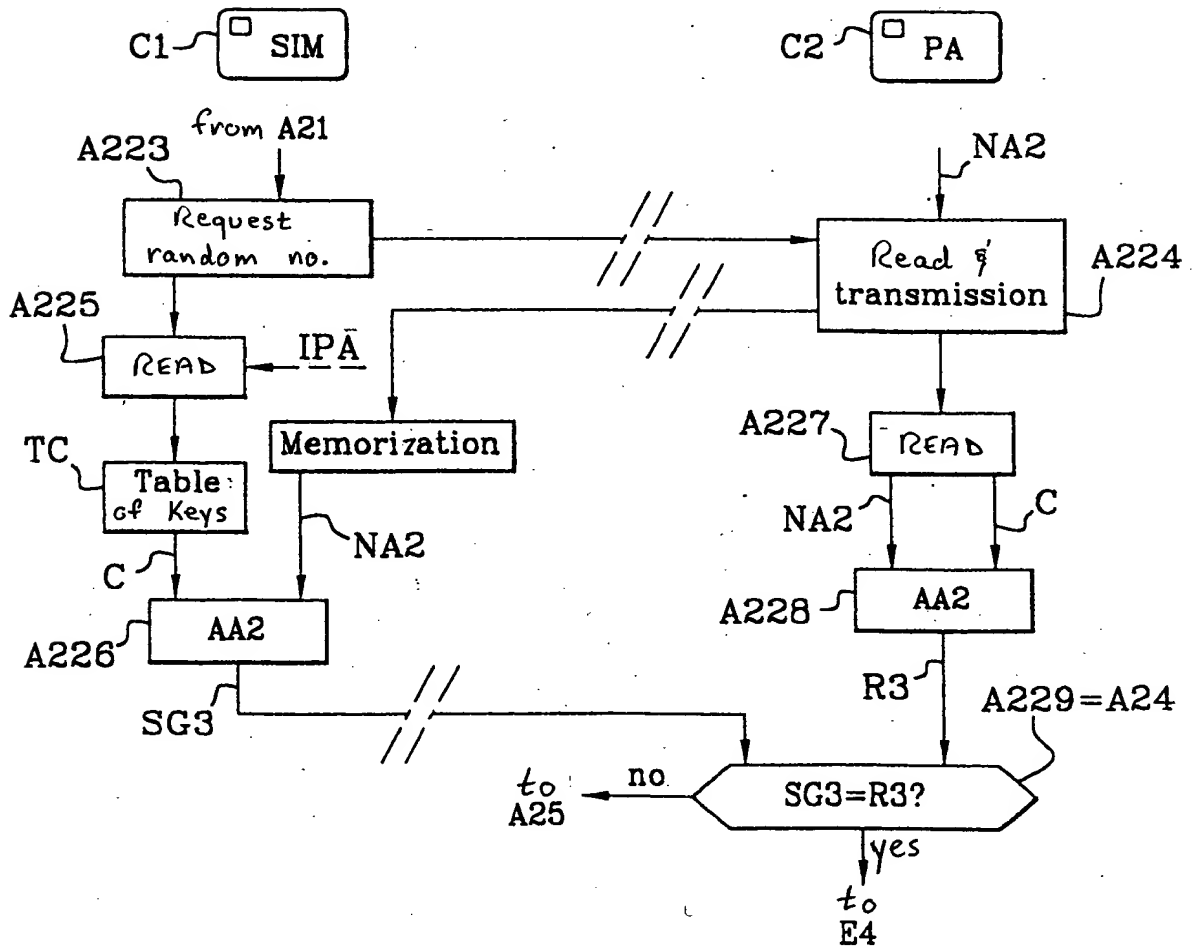 C1
SIM
C2
PA
from A21
A223
NA2
Request
random no.
Read &
transmission
A224
A225
READ
IPA
Memorization
A227
READ
TC
Table
of Keys
NA2
C
C
NA2
AA2
A226
A228
AA2
SG3
R3
A229=A24
to
A25
no
SG3=R3?
yes
to
E4